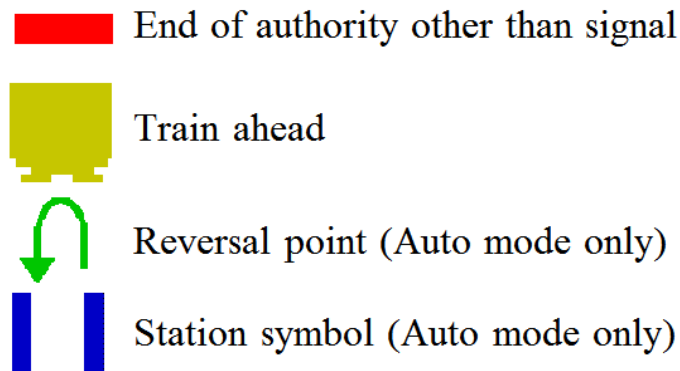 End of authority other than signal
Train ahead
Reversal point (Auto mode only)
Station symbol (Auto mode only)